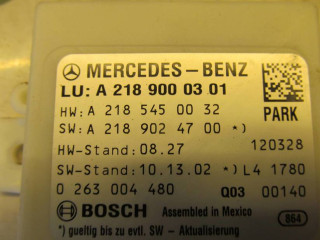 MERCEDES-BENZ
LU: A 218 900 03 01
HW: A 218 545 00 32 PARK
SW: A 218 902 47 00 *)
HW-Stand: 08.27 120328
SW-Stand: 10.13.02 *) L4 1780
0 263 004 480 Q03 00140
BOSCH Assembled in Mexico 864
*) gueltig bis zu evtl. SW - Aktualisierung